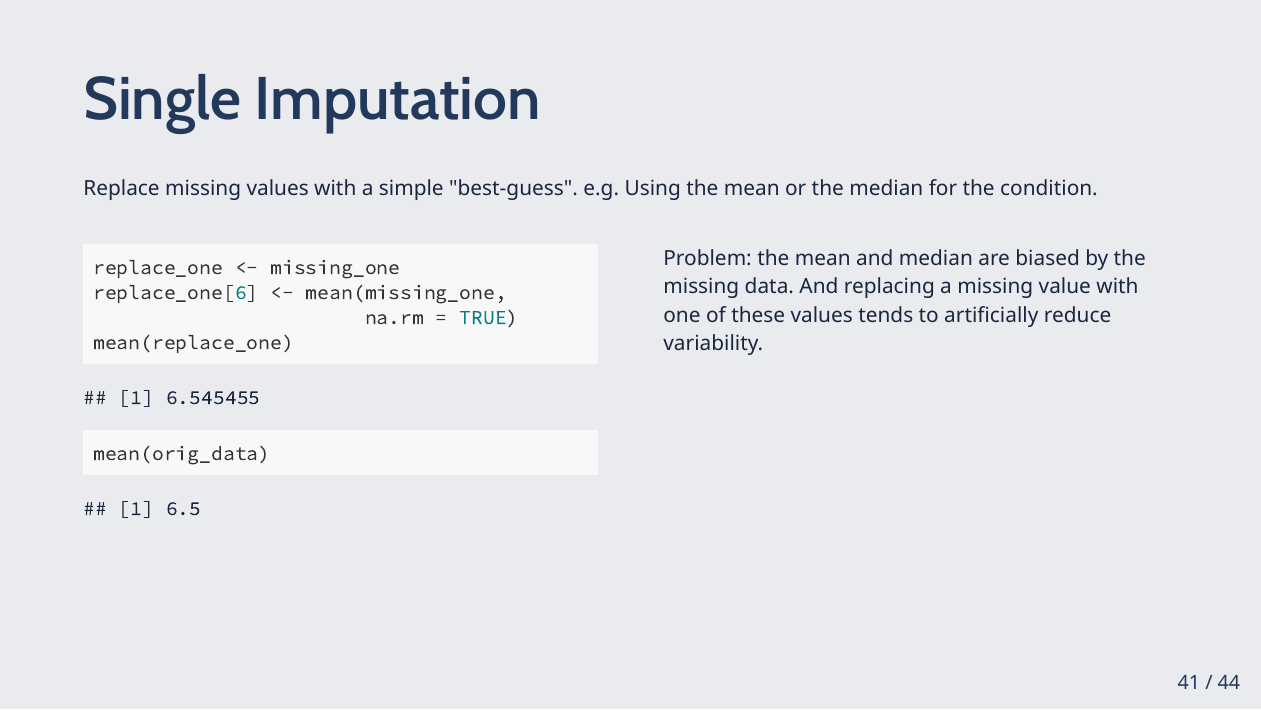 Single Imputation
Replace missing values with a simple "best-guess". e.g. Using the mean or the median for the condition.
replace_one <- missing_one
replace_one[6] <- mean(missing_one,
                       na.rm = TRUE)
mean(replace_one)
## [1] 6.545455
mean(orig_data)
## [1] 6.5
Problem: the mean and median are biased by the
missing data. And replacing a missing value with
one of these values tends to artificially reduce
variability.
41 / 44